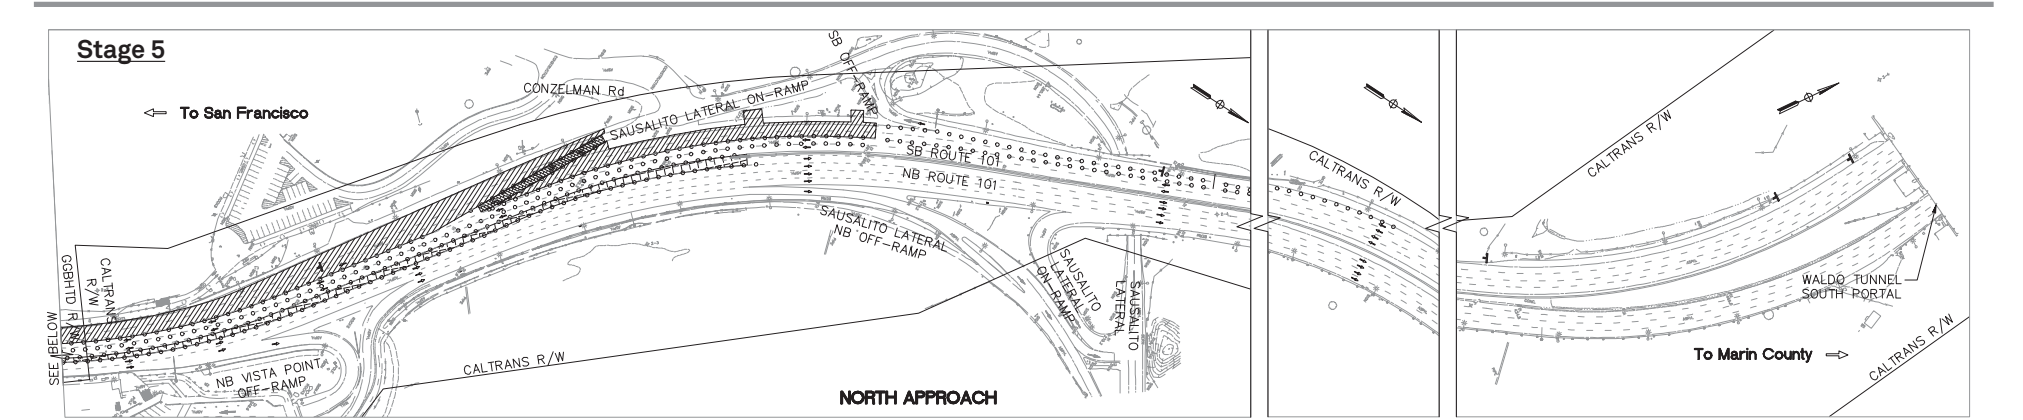 Stage 5
To San Francisco
CONZELMAN Rd
SAUSALITO LATERAL ON-RAMP
SB OFF-RAMP
SB ROUTE 101
NB ROUTE 101
SAUSALITO LATERAL
NB OFF-RAMP
SAUSALITO
LATERAL
ON-RAMP
SAUSALITO
LATERAL
GGBHTD R/W
CALTRANS
R/W
SEE BELOW
NB VISTA POINT
OFF-RAMP
CALTRANS R/W
NORTH APPROACH
CALTRANS R/W
CALTRANS R/W
WALDO TUNNEL
SOUTH PORTAL
To Marin County
CALTRANS R/W